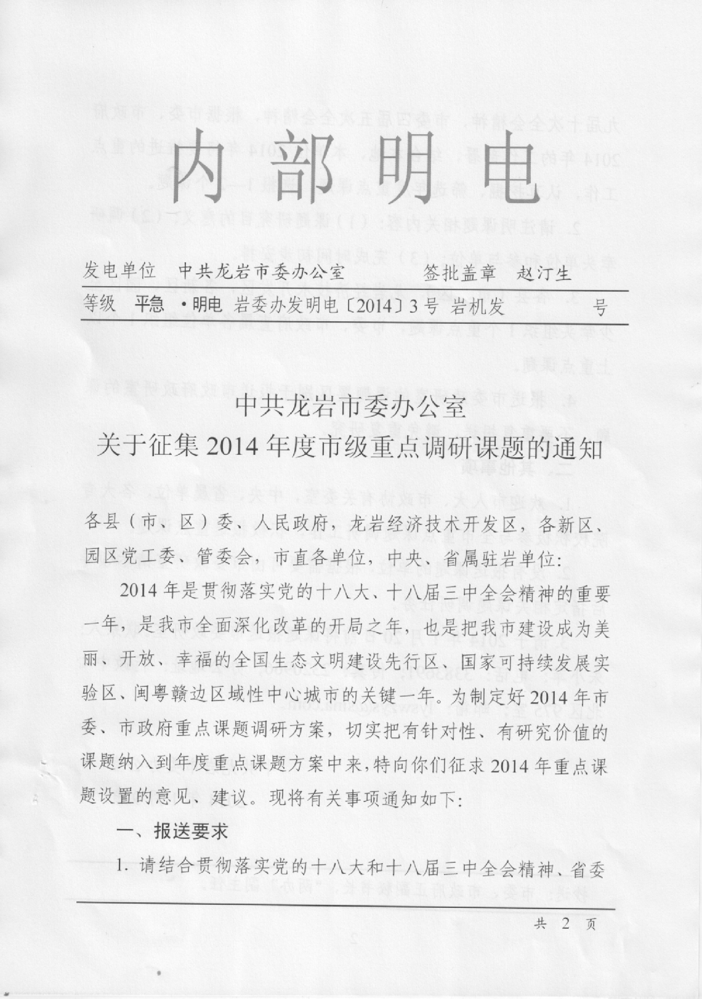 内部明电
发电单位 中共龙岩市委办公室 签批盖章 赵汀生
等级 平急 ·明电 岩委办发明电〔2014〕3号 岩机发 号
中共龙岩市委办公室
关于征集 2014 年度市级重点调研课题的通知
各县（市、区）委、人民政府，龙岩经济技术开发区，各新区、
园区党工委、管委会，市直各单位，中央、省属驻岩单位：
2014 年是贯彻落实党的十八大、十八届三中全会精神的重要
一年，是我市全面深化改革的开局之年，也是把我市建设成为美
丽、开放、幸福的全国生态文明建设先行区、国家可持续发展实
验区、闽粤赣边区域性中心城市的关键一年。为制定好 2014 年市
委、市政府重点课题调研方案，切实把有针对性、有研究价值的
课题纳入到年度重点课题方案中来，特向你们征求 2014 年重点课
题设置的意见、建议。现将有关事项通知如下：
一、报送要求
1. 请结合贯彻落实党的十八大和十八届三中全会精神、省委
共 2 页